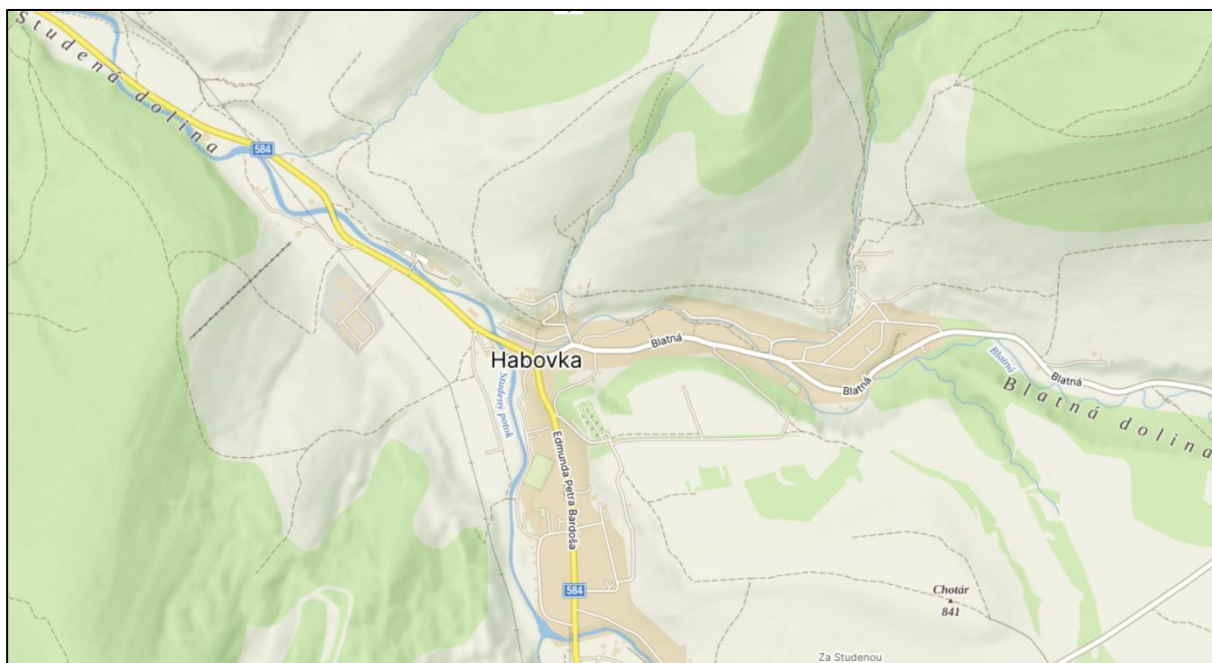 Studená dolina
584
Blatná
Habovka
Studený potok
Blatná
Blatná
Blatná
Blatná dolina
Edmunda Petra Bardoša
584
Chotár
841
Za Studenou